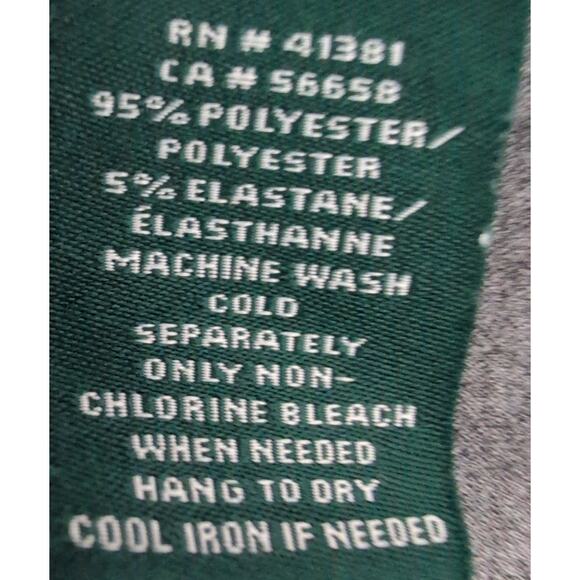 RN # 41381
CA # 56658
95% POLYESTER/
POLYESTER
5% ELASTANE/
ÉLASTHANNE
MACHINE WASH
COLD
SEPARATELY
ONLY NON-
CHLORINE BLEACH
WHEN NEEDED
HANG TO DRY
COOL IRON IF NEEDED